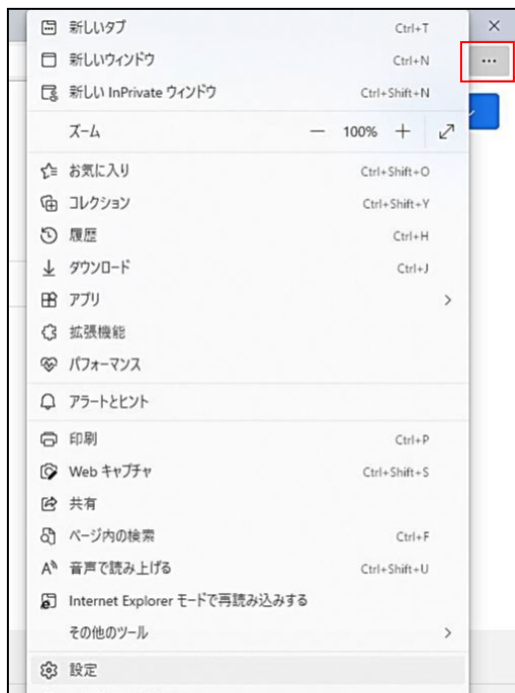 新しいタブ Ctrl+T
新しいウィンドウ Ctrl+N
新しい InPrivate ウィンドウ Ctrl+Shift+N
ズーム — 100% +
お気に入り Ctrl+Shift+O
コレクション Ctrl+Shift+Y
履歴 Ctrl+H
ダウンロード Ctrl+J
アプリ
拡張機能
パフォーマンス
アラートとヒント
印刷 Ctrl+P
Web キャプチャ Ctrl+Shift+S
共有
ページ内の検索 Ctrl+F
音声で読み上げる Ctrl+Shift+U
Internet Explorer モードで再読み込みする
その他のツール
設定